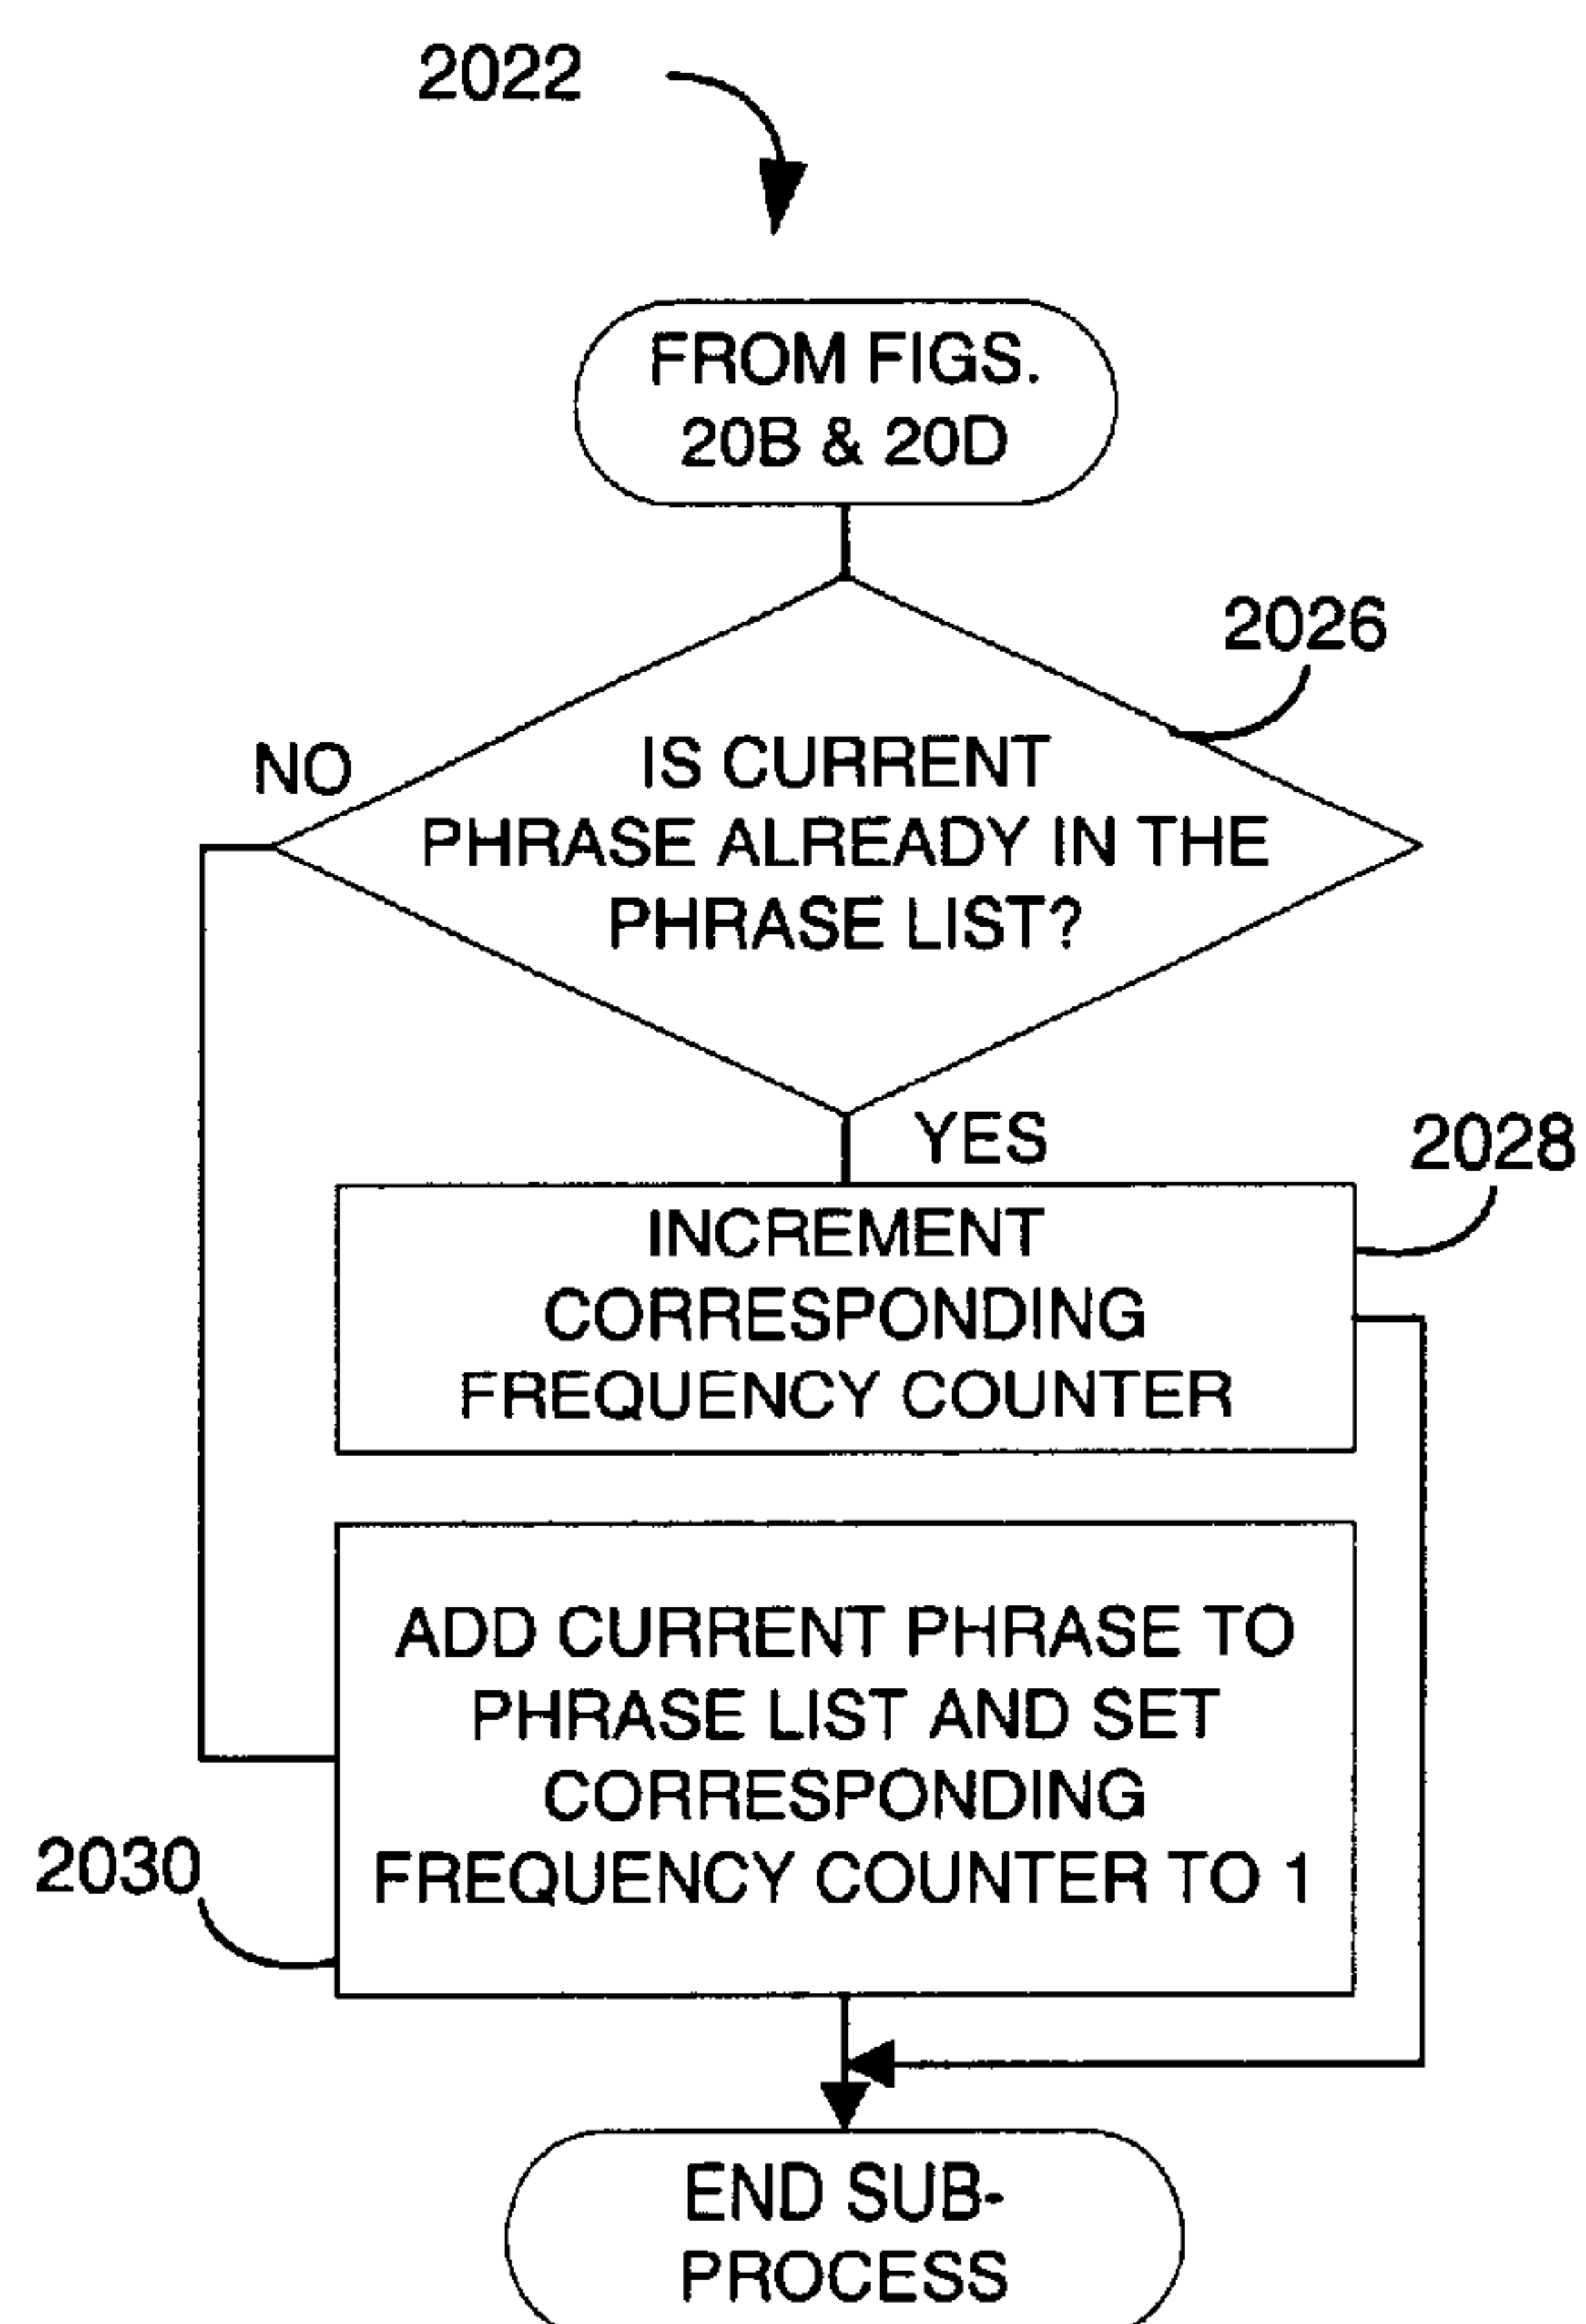 2022
FROM FIGS.
20B & 20D
2026
NO
IS CURRENT
PHRASE ALREADY IN THE
PHRASE LIST?
YES
2028
INCREMENT
CORRESPONDING
FREQUENCY COUNTER
ADD CURRENT PHRASE TO
PHRASE LIST AND SET
CORRESPONDING
FREQUENCY COUNTER TO 1
2030
END SUB-
PROCESS